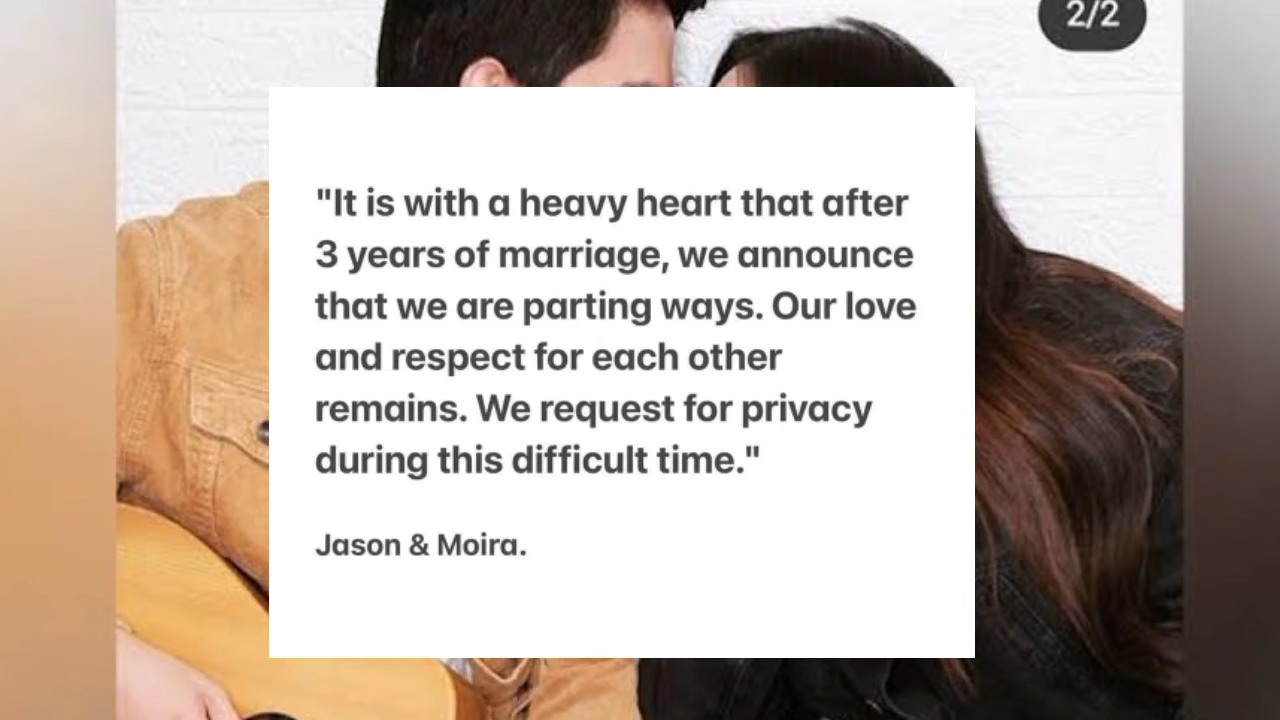 2/2
"It is with a heavy heart that after
3 years of marriage, we announce
that we are parting ways. Our love
and respect for each other
remains. We request for privacy
during this difficult time."
Jason & Moira.